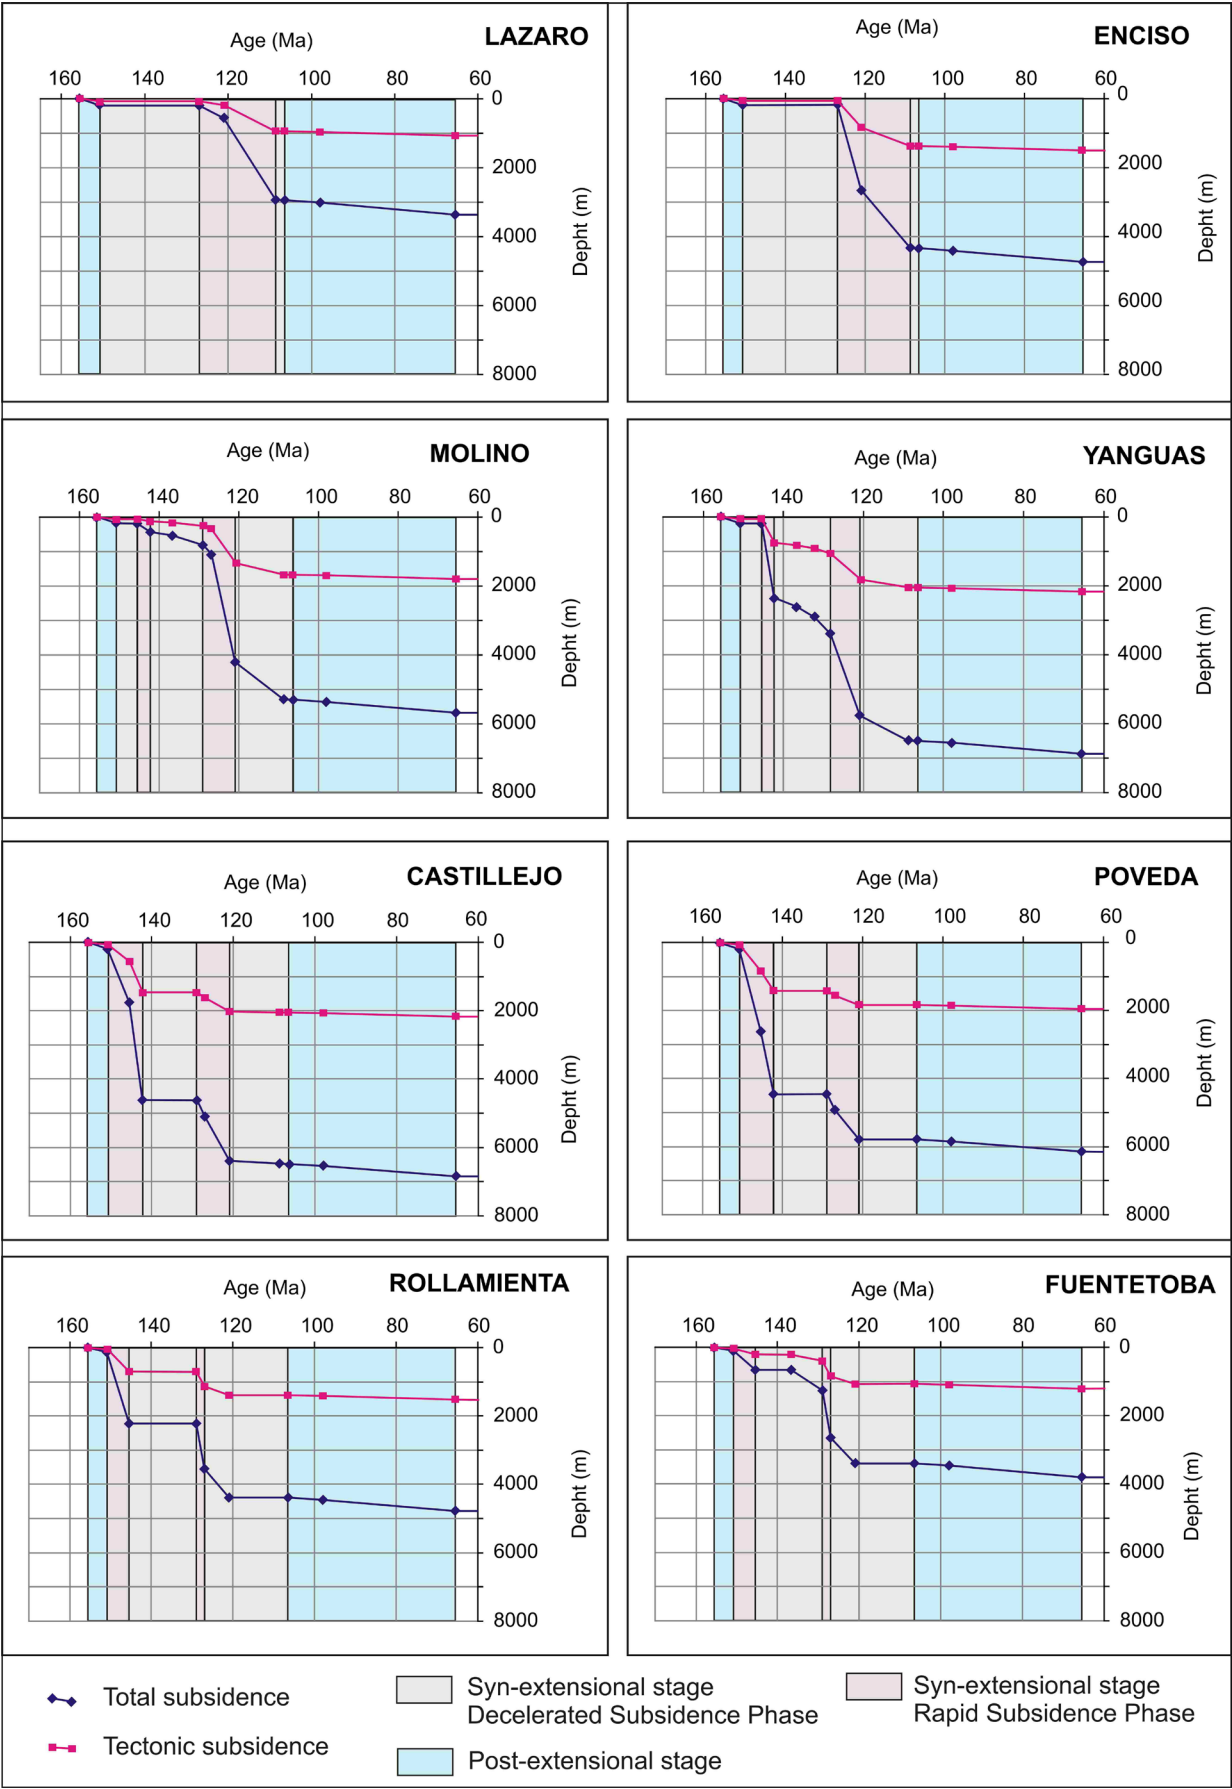 Age (Ma) LAZARO
160 140 120 100 80 60
0
2000
4000
6000
8000
Depht (m)
Age (Ma) ENCISO
160 140 120 100 80 60
0
2000
4000
6000
8000
Depht (m)
Age (Ma) MOLINO
160 140 120 100 80 60
0
2000
4000
6000
8000
Depht (m)
Age (Ma) YANGUAS
160 140 120 100 80 60
0
2000
4000
6000
8000
Depht (m)
Age (Ma) CASTILLEJO
160 140 120 100 80 60
0
2000
4000
6000
8000
Depht (m)
Age (Ma) POVEDA
160 140 120 100 80 60
0
2000
4000
6000
8000
Depht (m)
Age (Ma) ROLLAMIENTA
160 140 120 100 80 60
0
2000
4000
6000
8000
Depht (m)
Age (Ma) FUENTETOBA
160 140 120 100 80 60
0
2000
4000
6000
8000
Depht (m)
Total subsidence
Tectonic subsidence
Syn-extensional stage
Decelerated Subsidence Phase
Post-extensional stage
Syn-extensional stage
Rapid Subsidence Phase